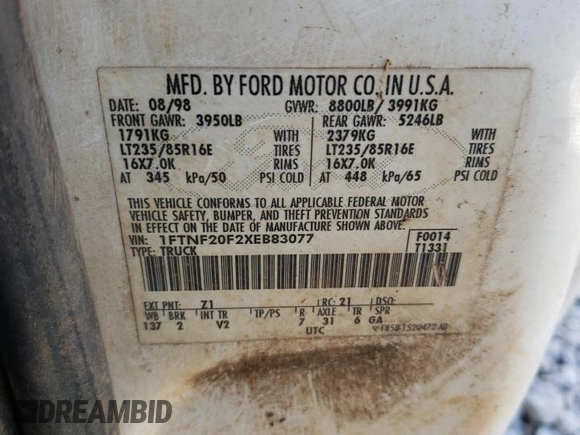 MFD. BY FORD MOTOR CO. IN U.S.A.
DATE: 08/98 GVWR: 8800LB/ 3991KG
FRONT GAWR: 3950LB REAR GAWR: 5246LB
1791KG WITH 2379KG WITH
LT235/85R16E TIRES LT235/85R16E TIRES
16X7.0K RIMS 16X7.0K RIMS
AT 345 kPa/50 PSI COLD AT 448 kPa/65 PSI COLD
THIS VEHICLE CONFORMS TO ALL APPLICABLE FEDERAL MOTOR
VEHICLE SAFETY, BUMPER, AND THEFT PREVENTION STANDARDS
IN EFFECT ON THE DATE OF MANUFACTURE SHOWN ABOVE.
VIN: 1FTNF20F2XEB83077 F0014
TYPE: TRUCK T1331
EXT PNT: Z1 RC: 21 DSO:
WB BRK INT TR TP/PS R AXLE TR SPR
137 2 V2 7 31 6 GA
UTC
DREAMBID